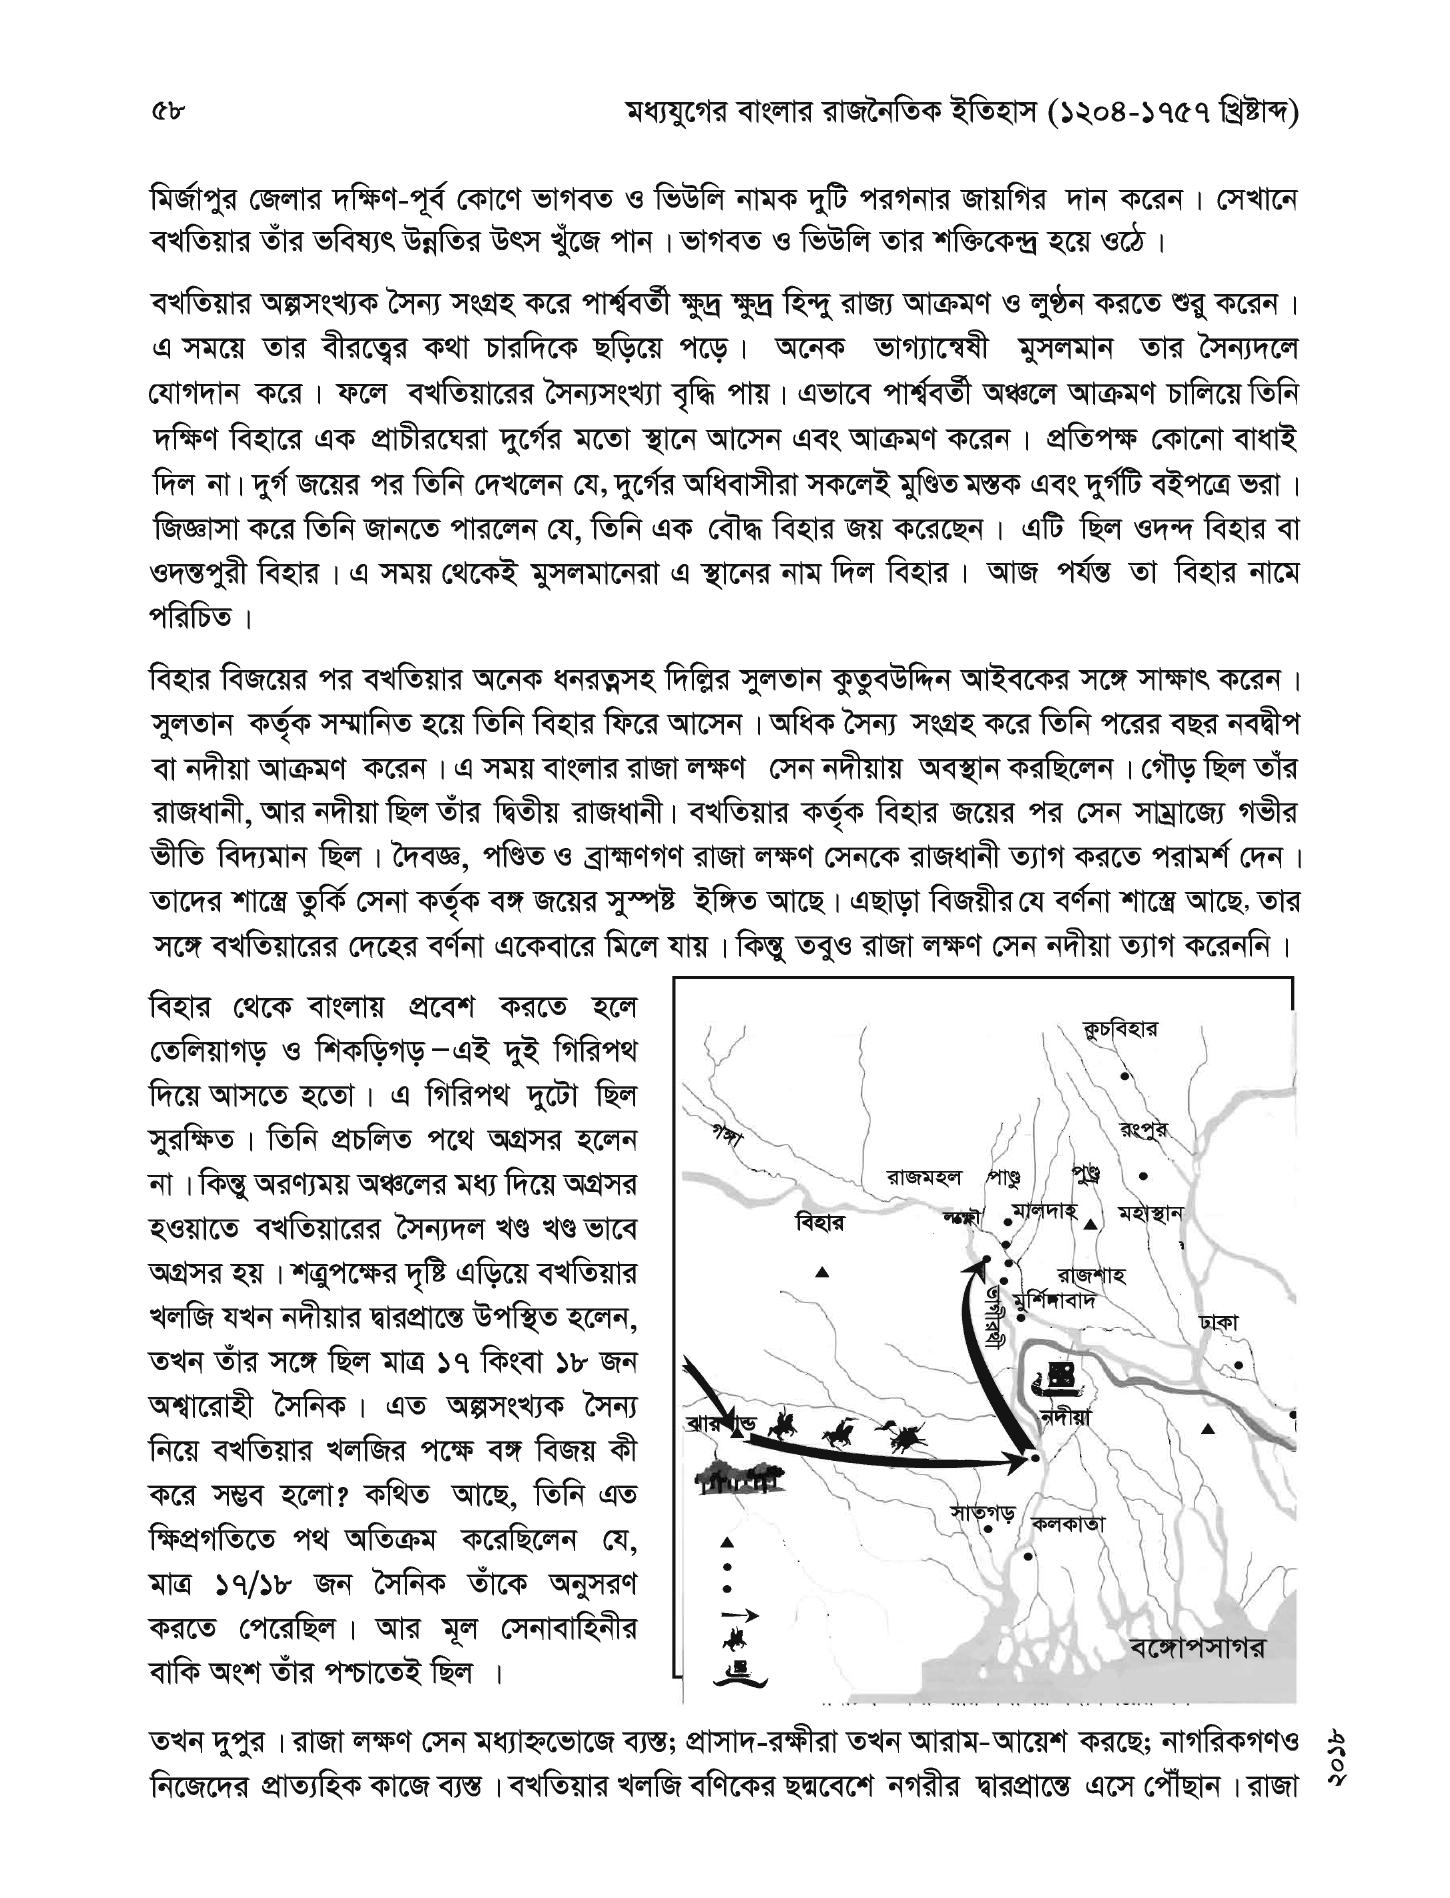 ৫৮
মধ্যযুগের বাংলার রাজনৈতিক ইতিহাস (১২০৪-১৭৫৭ খ্রিষ্টাব্দ)
মির্জাপুর জেলার দক্ষিণ-পূর্ব কোণে ভাগবত ও ভিউলি নামক দুটি পরগনার জায়গির দান করেন । সেখানে
বখতিয়ার তাঁর ভবিষ্যৎ উন্নতির উৎস খুঁজে পান । ভাগবত ও ভিউলি তার শক্তিকেন্দ্র হয়ে ওঠে ।
বখতিয়ার অল্পসংখ্যক সৈন্য সংগ্রহ করে পার্শ্ববর্তী ক্ষুদ্র ক্ষুদ্র হিন্দু রাজ্য আক্রমণ ও লুণ্ঠন করতে শুরু করেন ।
এ সময়ে তার বীরত্বের কথা চারদিকে ছড়িয়ে পড়ে । অনেক ভাগ্যান্বেষী মুসলমান তার সৈন্যদলে
যোগদান করে । ফলে বখতিয়ারের সৈন্যসংখ্যা বৃদ্ধি পায় । এভাবে পার্শ্ববর্তী অঞ্চলে আক্রমণ চালিয়ে তিনি
দক্ষিণ বিহারে এক প্রাচীরঘেরা দুর্গের মতো স্থানে আসেন এবং আক্রমণ করেন । প্রতিপক্ষ কোনো বাধাই
দিল না। দুর্গ জয়ের পর তিনি দেখলেন যে, দুর্গের অধিবাসীরা সকলেই মুণ্ডিত মস্তক এবং দুর্গটি বইপত্রে ভরা ।
জিজ্ঞাসা করে তিনি জানতে পারলেন যে, তিনি এক বৌদ্ধ বিহার জয় করেছেন । এটি ছিল ওদন্দ বিহার বা
ওদন্তপুরী বিহার । এ সময় থেকেই মুসলমানেরা এ স্থানের নাম দিল বিহার । আজ পর্যন্ত তা বিহার নামে
পরিচিত ।
বিহার বিজয়ের পর বখতিয়ার অনেক ধনরত্নসহ দিল্লির সুলতান কুতুবউদ্দিন আইবকের সঙ্গে সাক্ষাৎ করেন ।
সুলতান কর্তৃক সম্মানিত হয়ে তিনি বিহার ফিরে আসেন । অধিক সৈন্য সংগ্রহ করে তিনি পরের বছর নবদ্বীপ
বা নদীয়া আক্রমণ করেন । এ সময় বাংলার রাজা লক্ষণ সেন নদীয়ায় অবস্থান করছিলেন । গৌড় ছিল তাঁর
রাজধানী, আর নদীয়া ছিল তাঁর দ্বিতীয় রাজধানী। বখতিয়ার কর্তৃক বিহার জয়ের পর সেন সাম্রাজ্যে গভীর
ভীতি বিদ্যমান ছিল । দৈবজ্ঞ, পণ্ডিত ও ব্রাহ্মণগণ রাজা লক্ষণ সেনকে রাজধানী ত্যাগ করতে পরামর্শ দেন ।
তাদের শাস্ত্রে তুর্কি সেনা কর্তৃক বঙ্গ জয়ের সুস্পষ্ট ইঙ্গিত আছে । এছাড়া বিজয়ীর যে বর্ণনা শাস্ত্রে আছে, তার
সঙ্গে বখতিয়ারের দেহের বর্ণনা একেবারে মিলে যায় । কিন্তু তবুও রাজা লক্ষণ সেন নদীয়া ত্যাগ করেননি ।
বিহার থেকে বাংলায় প্রবেশ করতে হলে
তেলিয়াগড় ও শিকড়িগড়–এই দুই গিরিপথ
দিয়ে আসতে হতো । এ গিরিপথ দুটো ছিল
সুরক্ষিত । তিনি প্রচলিত পথে অগ্রসর হলেন
না । কিন্তু অরণ্যময় অঞ্চলের মধ্য দিয়ে অগ্রসর
হওয়াতে বখতিয়ারের সৈন্যদল খণ্ড খণ্ড ভাবে
অগ্রসর হয় । শত্রুপক্ষের দৃষ্টি এড়িয়ে বখতিয়ার
খলজি যখন নদীয়ার দ্বারপ্রান্তে উপস্থিত হলেন,
তখন তাঁর সঙ্গে ছিল মাত্র ১৭ কিংবা ১৮ জন
অশ্বারোহী সৈনিক । এত অল্পসংখ্যক সৈন্য
নিয়ে বখতিয়ার খলজির পক্ষে বঙ্গ বিজয় কী
করে সম্ভব হলো? কথিত আছে, তিনি এত
ক্ষিপ্রগতিতে পথ অতিক্রম করেছিলেন যে,
মাত্র ১৭/১৮ জন সৈনিক তাঁকে অনুসরণ
করতে পেরেছিল । আর মূল সেনাবাহিনীর
বাকি অংশ তাঁর পশ্চাতেই ছিল ।
কুচবিহার
রংপুর
গঙ্গা
রাজমহল
পাণ্ডু
পুণ্ড্র
বিহার
মালদাহ
মহাস্থান
রাজশাহ
মুর্শিদাবাদ
ভাগীরথী
ঢাকা
নদীয়া
সাতগড়
কলকাতা
বঙ্গোপসাগর
তখন দুপুর । রাজা লক্ষণ সেন মধ্যাহ্নভোজে ব্যস্ত; প্রাসাদ-রক্ষীরা তখন আরাম-আয়েশ করছে; নাগরিকগণও
নিজেদের প্রাত্যহিক কাজে ব্যস্ত । বখতিয়ার খলজি বণিকের ছদ্মবেশে নগরীর দ্বারপ্রান্তে এসে পৌঁছান । রাজা
২০১৮